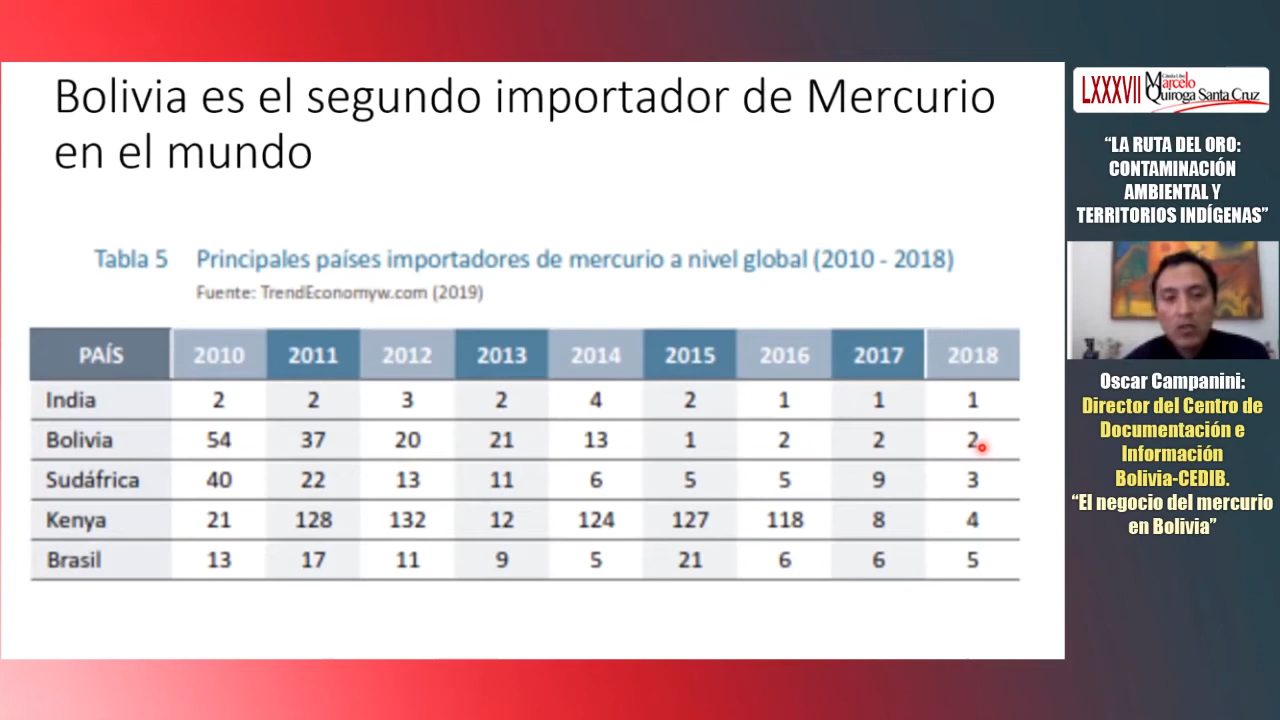 Bolivia es el segundo importador de Mercurio
en el mundo
Tabla 5 Principales países importadores de mercurio a nivel global (2010 - 2018)
Fuente: TrendEconomyw.com (2019)
PAÍS 2010 2011 2012 2013 2014 2015 2016 2017 2018
India 2 2 3 2 4 2 1 1 1
Bolivia 54 37 20 21 13 1 2 2 2
Sudáfrica 40 22 13 11 6 5 5 9 3
Kenya 21 128 132 12 124 127 118 8 4
Brasil 13 17 11 9 5 21 6 6 5
LXXXVII Cátedra Libre Marcelo
Quiroga Santa Cruz
“LA RUTA DEL ORO:
CONTAMINACIÓN
AMBIENTAL Y
TERRITORIOS INDÍGENAS”
Oscar Campanini:
Director del Centro de
Documentación e
Información
Bolivia-CEDIB.
“El negocio del mercurio
en Bolivia”